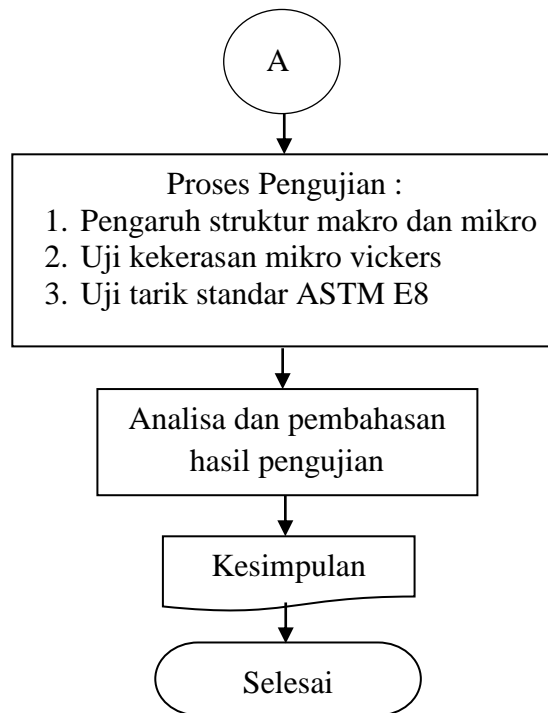 A
Proses Pengujian :
1. Pengaruh struktur makro dan mikro
2. Uji kekerasan mikro vickers
3. Uji tarik standar ASTM E8
Analisa dan pembahasan
hasil pengujian
Kesimpulan
Selesai